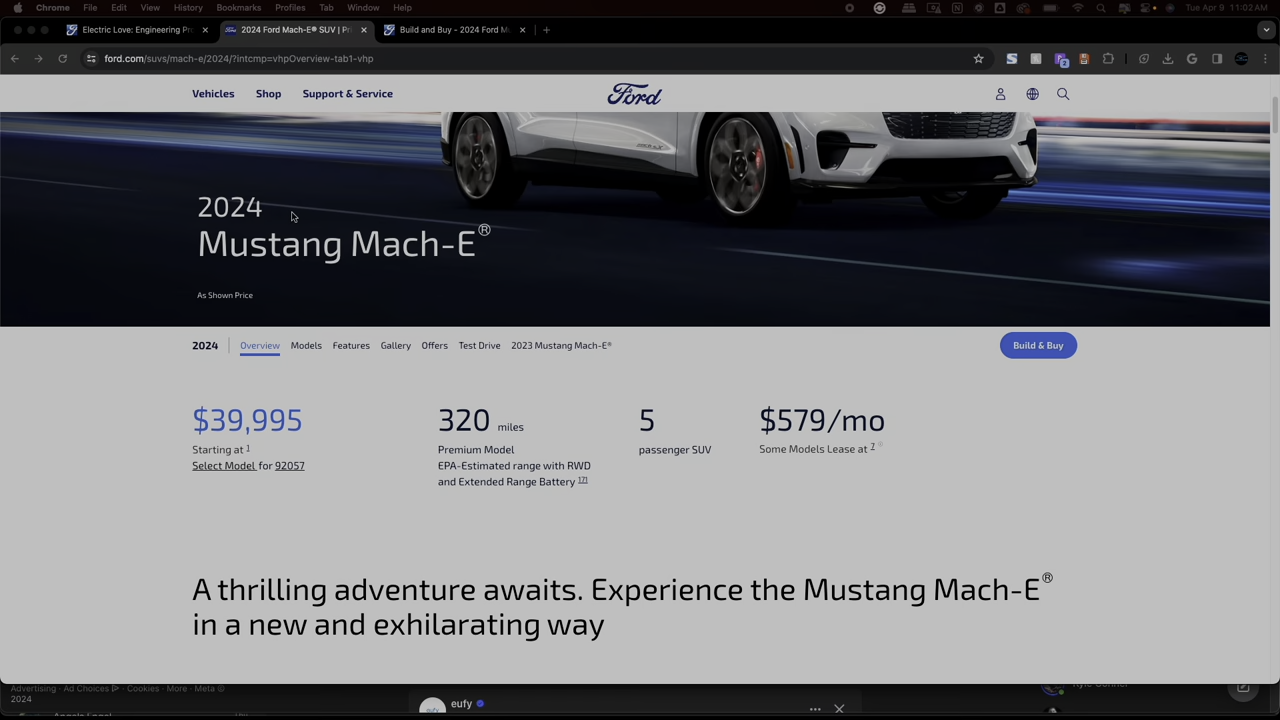 Chrome File Edit View History Bookmarks Profiles Tab Window Help
Tue Apr 9 11:02 AM
Electric Love: Engineering Pr
2024 Ford Mach-E® SUV | Pr
Build and Buy - 2024 Ford M
ford.com/suvs/mach-e/2024/?intcmp=vhpOverview-tab1-vhp
Vehicles Shop Support & Service
Ford
2024
Mustang Mach-E®
As Shown Price
2024 Overview Models Features Gallery Offers Test Drive 2023 Mustang Mach-E® Build & Buy
$39,995 320 miles 5 $579/mo
Starting at 1 Premium Model passenger SUV Some Models Lease at 7
Select Model for 92057 EPA-Estimated range with RWD
and Extended Range Battery 171
A thrilling adventure awaits. Experience the Mustang Mach-E®
in a new and exhilarating way
Advertising · Ad Choices · Cookies · More · Meta ©
2024
eufy